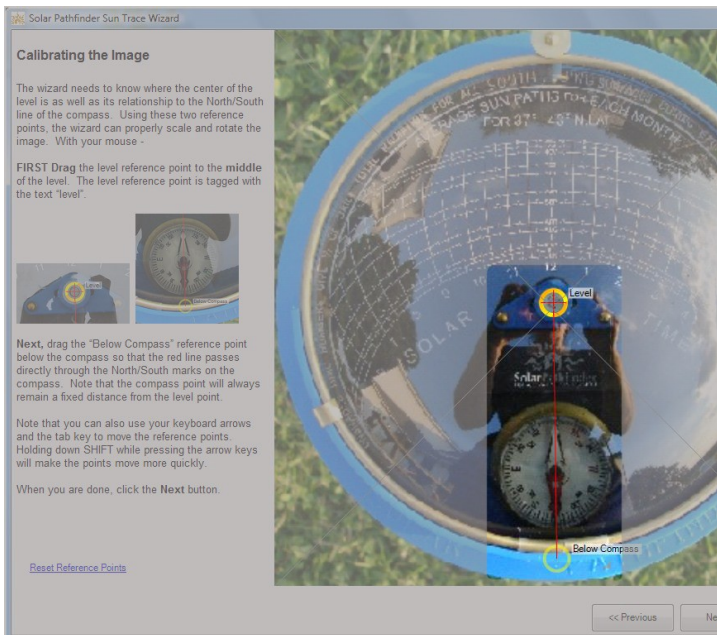 Solar Pathfinder Sun Trace Wizard
Calibrating the Image
The wizard needs to know where the center of the
level is as well as its relationship to the North/South
line of the compass. Using these two reference
points, the wizard can properly scale and rotate the
image. With your mouse -
FIRST Drag the level reference point to the middle
of the level. The level reference point is tagged with
the text "level".
Level
Below Compass
Next, drag the "Below Compass" reference point
below the compass so that the red line passes
directly through the North/South marks on the
compass. Note that the compass point will always
remain a fixed distance from the level point.
Note that you can also use your keyboard arrows
and the tab key to move the reference points.
Holding down SHIFT while pressing the arrow keys
will make the points move more quickly.
When you are done, click the Next button.
Reset Reference Points
AVERAGE SUN PATHS FOR EACH MONTH
Level
SOLAR
Below Compass
<< Previous
Ne